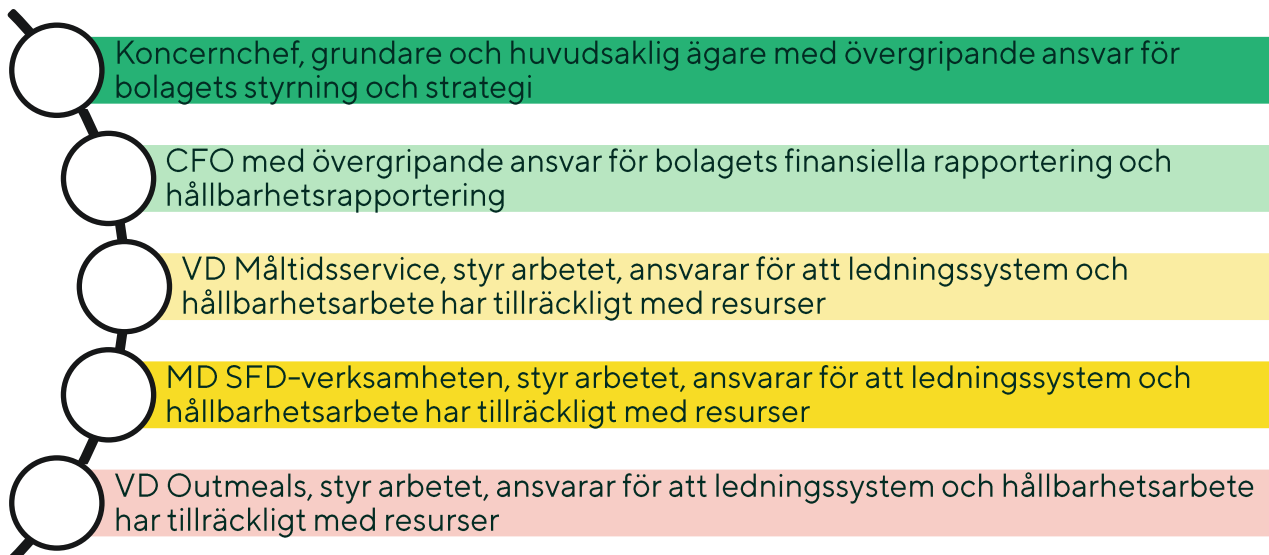 Koncernchef, grundare och huvudsaklig ägare med övergripande ansvar för
bolagets styrning och strategi
CFO med övergripande ansvar för bolagets finansiella rapportering och
hållbarhetsrapportering
VD Måltidsservice, styr arbetet, ansvarar för att ledningssystem och
hållbarhetsarbete har tillräckligt med resurser
MD SFD-verksamheten, styr arbetet, ansvarar för att ledningssystem och
hållbarhetsarbete har tillräckligt med resurser
VD Outmeals, styr arbetet, ansvarar för att ledningssystem och hållbarhetsarbete
har tillräckligt med resurser